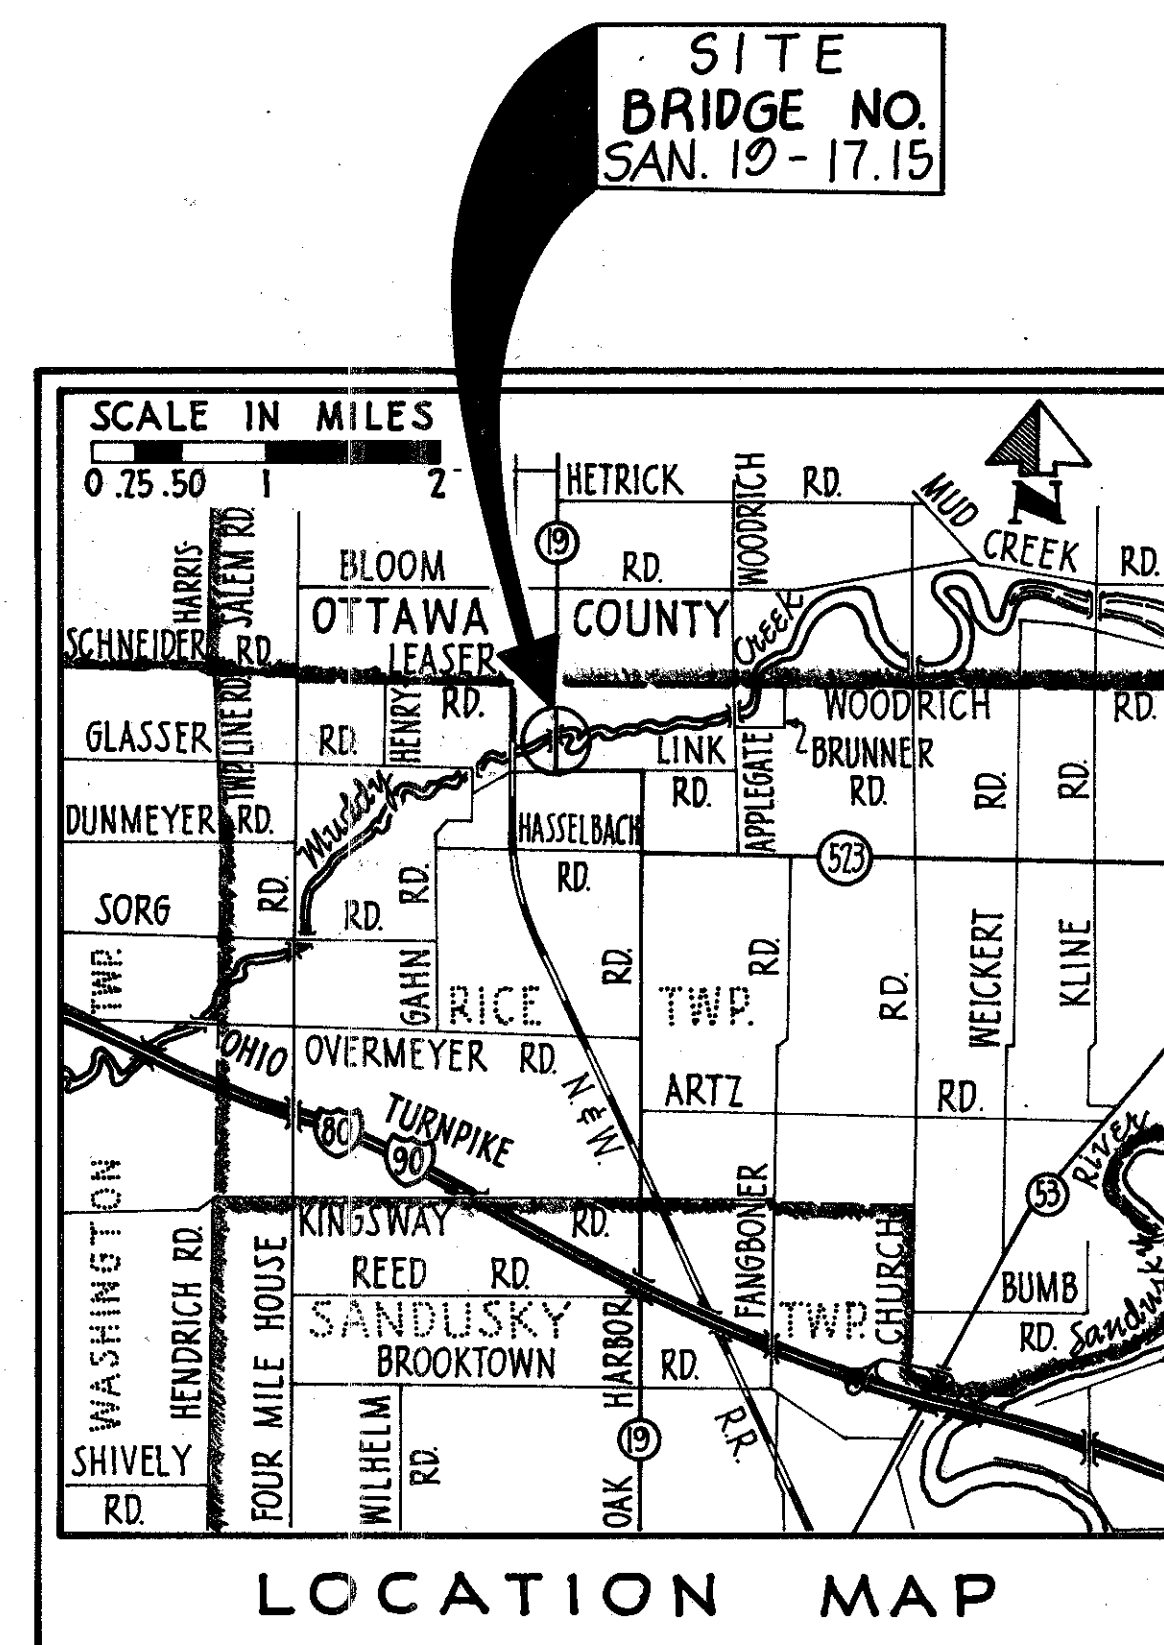 SITE
BRIDGE NO.
SAN. 19-17.15
SCALE IN MILES
0 .25 .50 1 2
N
HETRICK RD.
WOODRICH
MUD
CREEK RD.
19
HARRIS-
SALEM RD.
BLOOM RD.
OTTAWA COUNTY
Creek
SCHNEIDER RD
LEASER
RD.
HENRY
TWP. LINE RD.
GLASSER RD.
WOODRICH RD.
LINK
RD.
APPLEGATE
BRUNNER
RD.
RD.
RD.
Muddy
DUNMEYER RD.
HASSELBACH
RD.
523
SORG RD.
RD.
RD.
GAHN
TWP.
RICE TWP.
RD.
RD.
RD.
WEICKERT
KLINE
OHIO
TURNPIKE
OVERMEYER RD.
N. & W.
R.R.
ARTZ RD.
80
90
53
River
Sandusky
WASHINGTON
KINGSWAY RD.
HENDRICH RD.
FOUR MILE HOUSE
REED RD.
SANDUSKY TWP.
FANGBONER
CHURCH
BUMB
RD.
BROOKTOWN RD.
OAK HARBOR
19
WILHELM
RD.
SHIVELY
RD.
LOCATION MAP